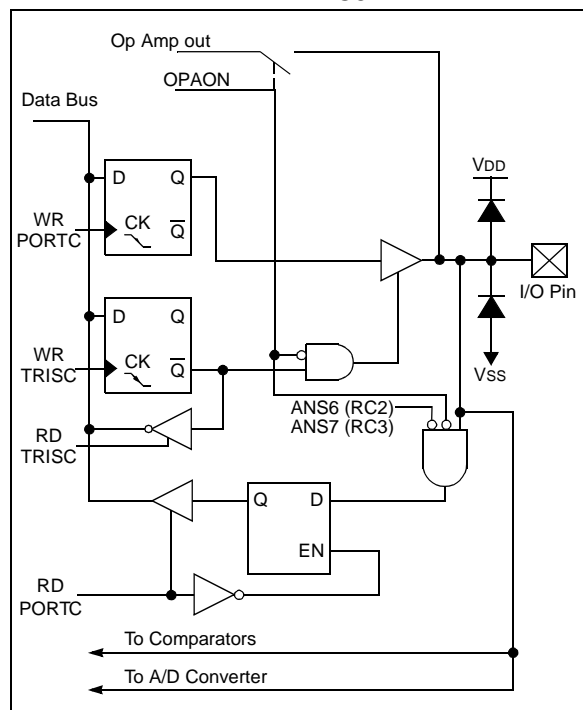 Op Amp out
OPAON
Data Bus
D Q
WR
PORTC
CK
Q
VDD
I/O Pin
D Q
WR
TRISC
CK
Q
VSS
ANS6 (RC2)
ANS7 (RC3)
RD
TRISC
Q D
EN
RD
PORTC
To Comparators
To A/D Converter